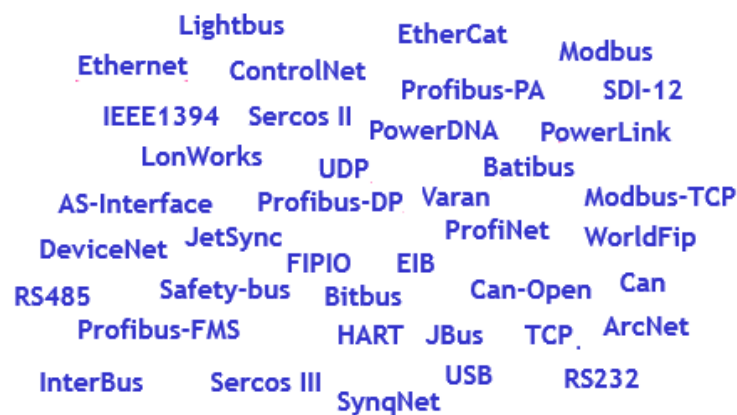 Lightbus
EtherCat
Modbus
Ethernet
ControlNet
Profibus-PA
SDI-12
IEEE1394
Sercos II
PowerDNA
PowerLink
LonWorks
UDP
Batibus
AS-Interface
Profibus-DP
Varan
Modbus-TCP
DeviceNet
JetSync
ProfiNet
WorldFip
FIPIO
EIB
RS485
Safety-bus
Bitbus
Can-Open
Can
Profibus-FMS
HART
JBus
TCP
ArcNet
InterBus
Sercos III
USB
RS232
SynqNet